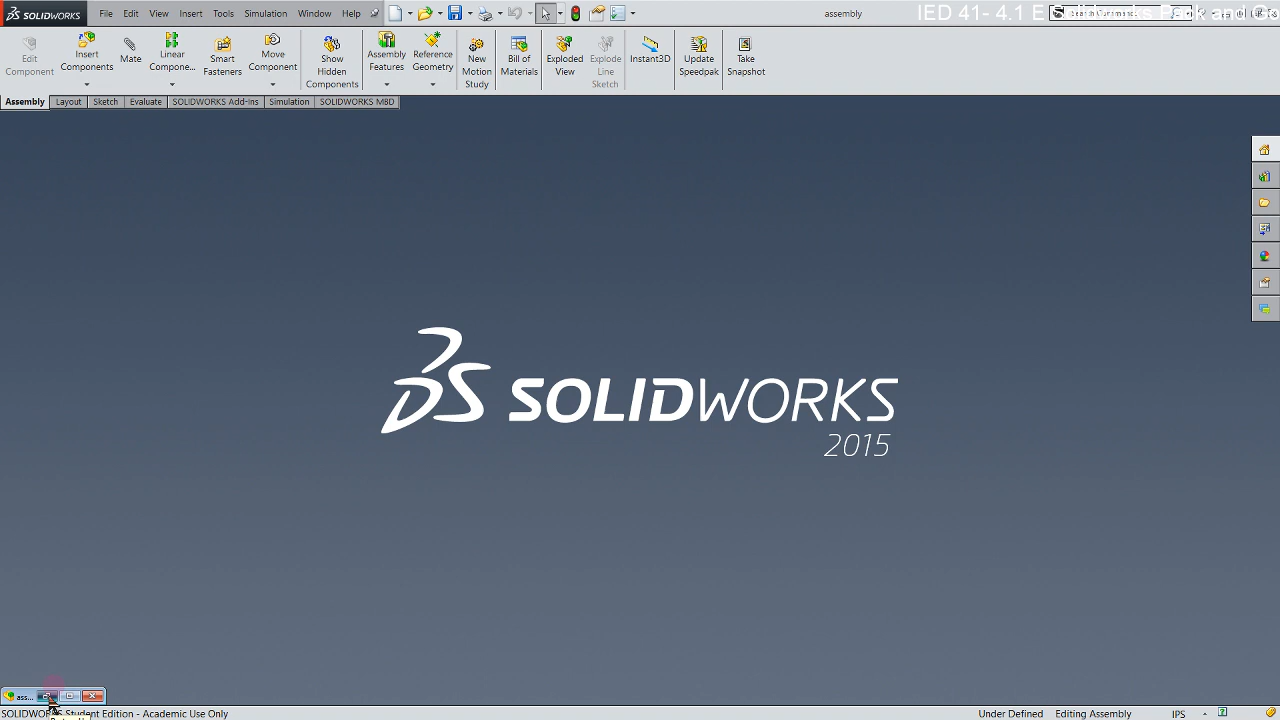 SOLIDWORKS File Edit View Insert Tools Simulation Window Help assembly IED 41- 4.1 E
Edit Component
Insert Components
Mate
Linear Compone...
Smart Fasteners
Move Component
Show Hidden Components
Assembly Features
Reference Geometry
New Motion Study
Bill of Materials
Exploded View
Explode Line Sketch
Instant3D
Update Speedpak
Take Snapshot
Assembly Layout Sketch Evaluate SOLIDWORKS Add-Ins Simulation SOLIDWORKS MBD
SOLIDWORKS
2015
ass...
SOLIDWORKS Student Edition - Academic Use Only Under Defined Editing Assembly IPS